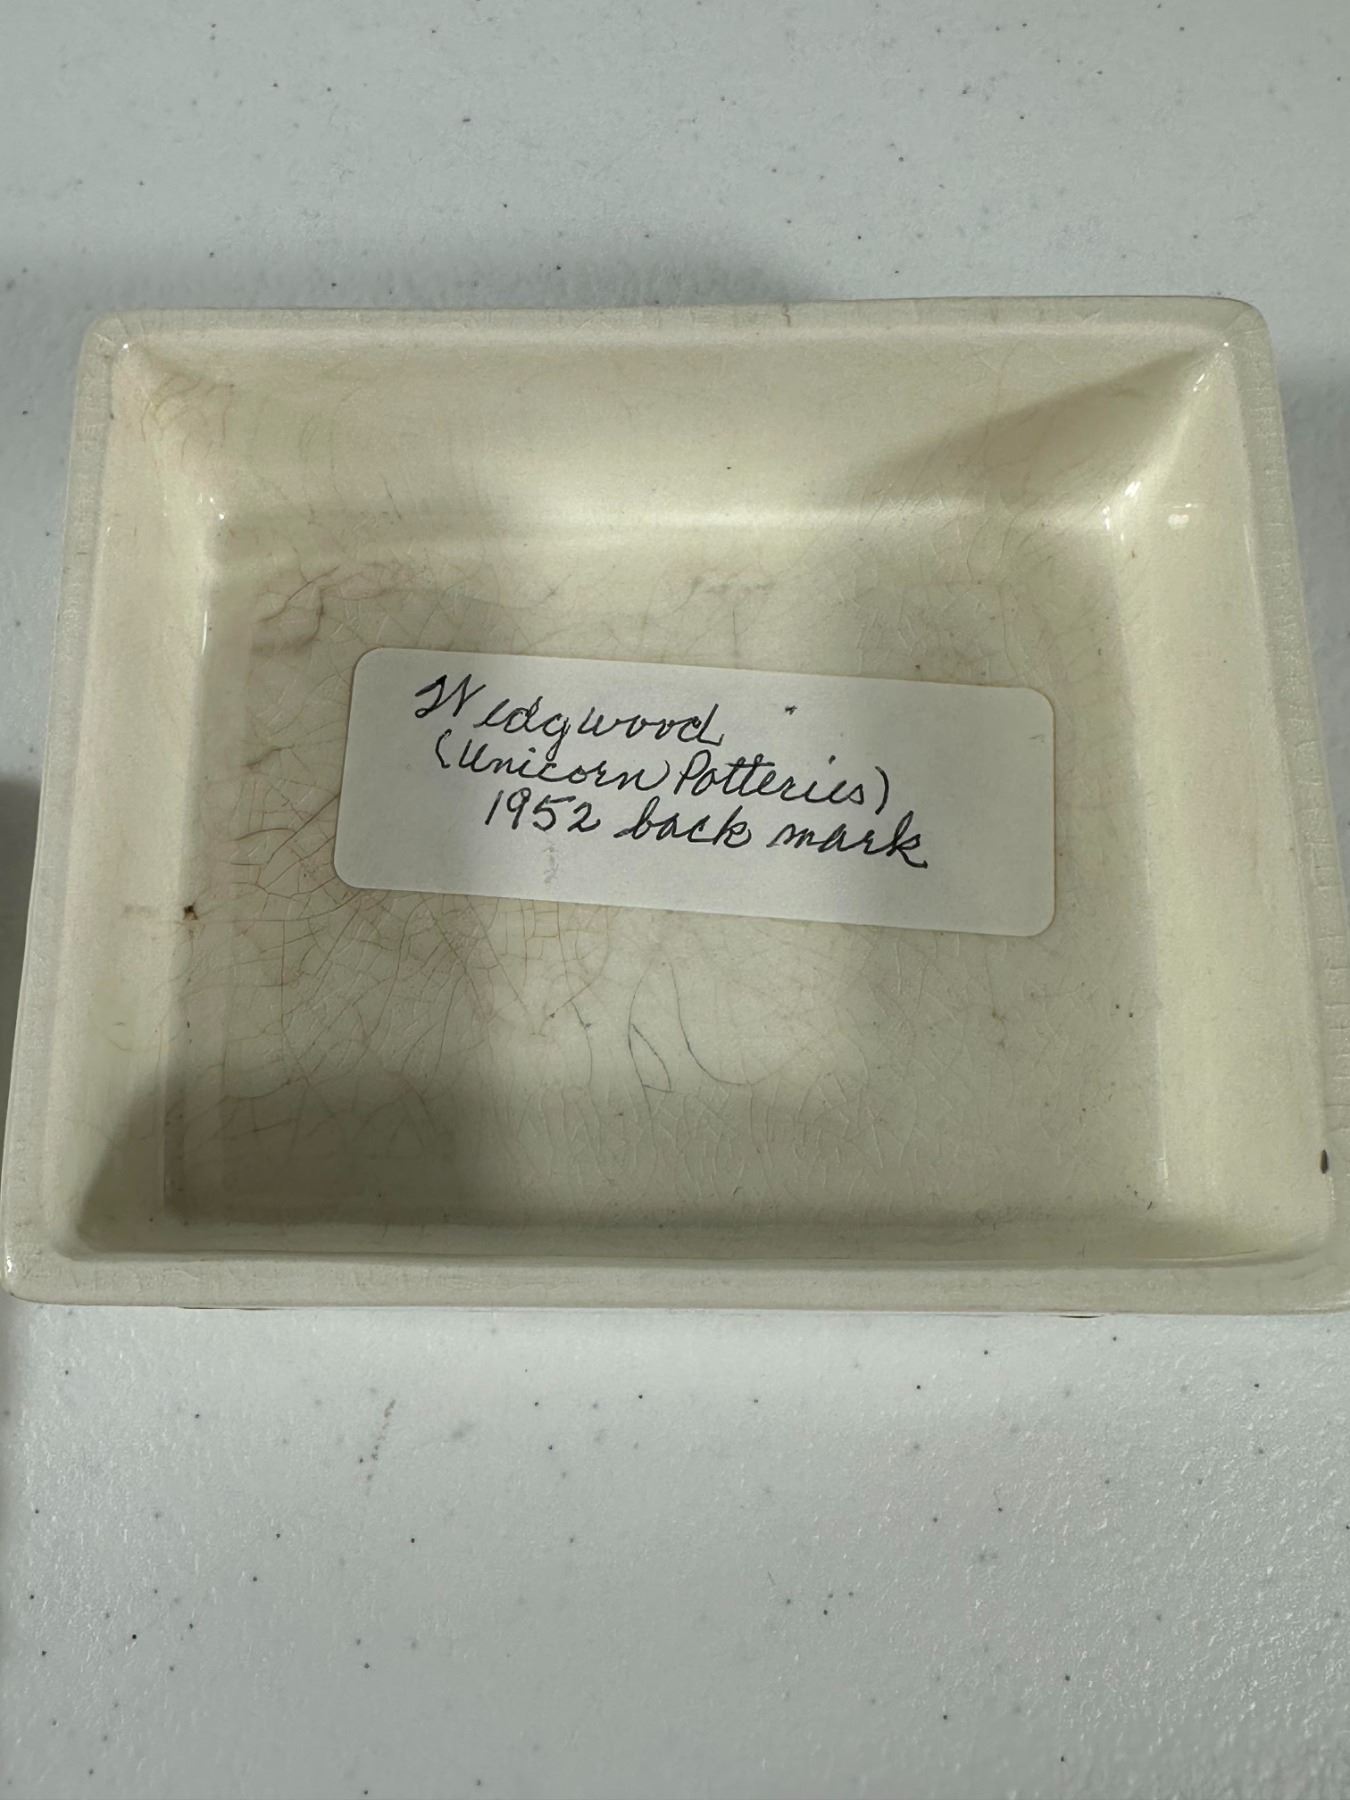 Wedgwood
(Unicorn Potteries)
1952 back mark